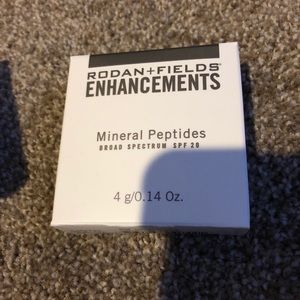 RODAN+FIELDS®
ENHANCEMENTS
Mineral Peptides
BROAD SPECTRUM SPF 20
4 g/0.14 Oz.